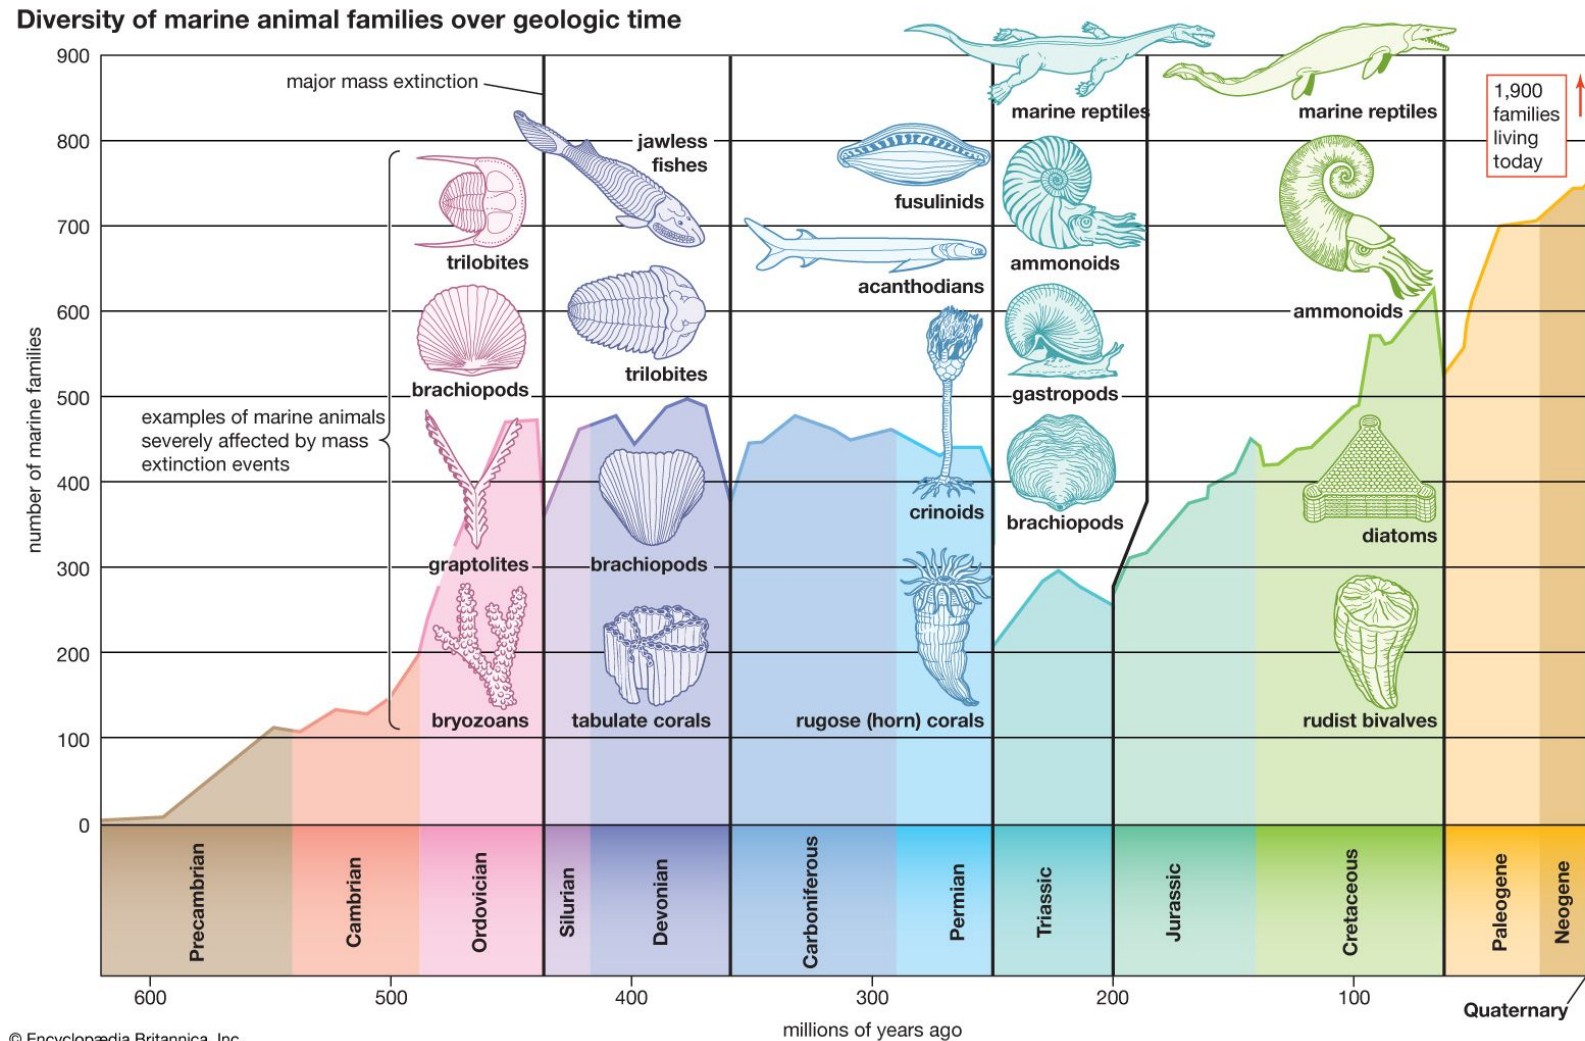 Diversity of marine animal families over geologic time
900
800
700
600
500
400
300
200
100
0
number of marine families
major mass extinction
examples of marine animals
severely affected by mass
extinction events
trilobites
brachiopods
graptolites
bryozoans
jawless
fishes
trilobites
brachiopods
tabulate corals
fusulinids
acanthodians
crinoids
rugose (horn) corals
marine reptiles
ammonoids
gastropods
brachiopods
marine reptiles
ammonoids
diatoms
rudist bivalves
1,900
families
living
today
Precambrian
Cambrian
Ordovician
Silurian
Devonian
Carboniferous
Permian
Triassic
Jurassic
Cretaceous
Paleogene
Neogene
Quaternary
600
500
400
300
200
100
millions of years ago
© Encyclopædia Britannica, Inc.